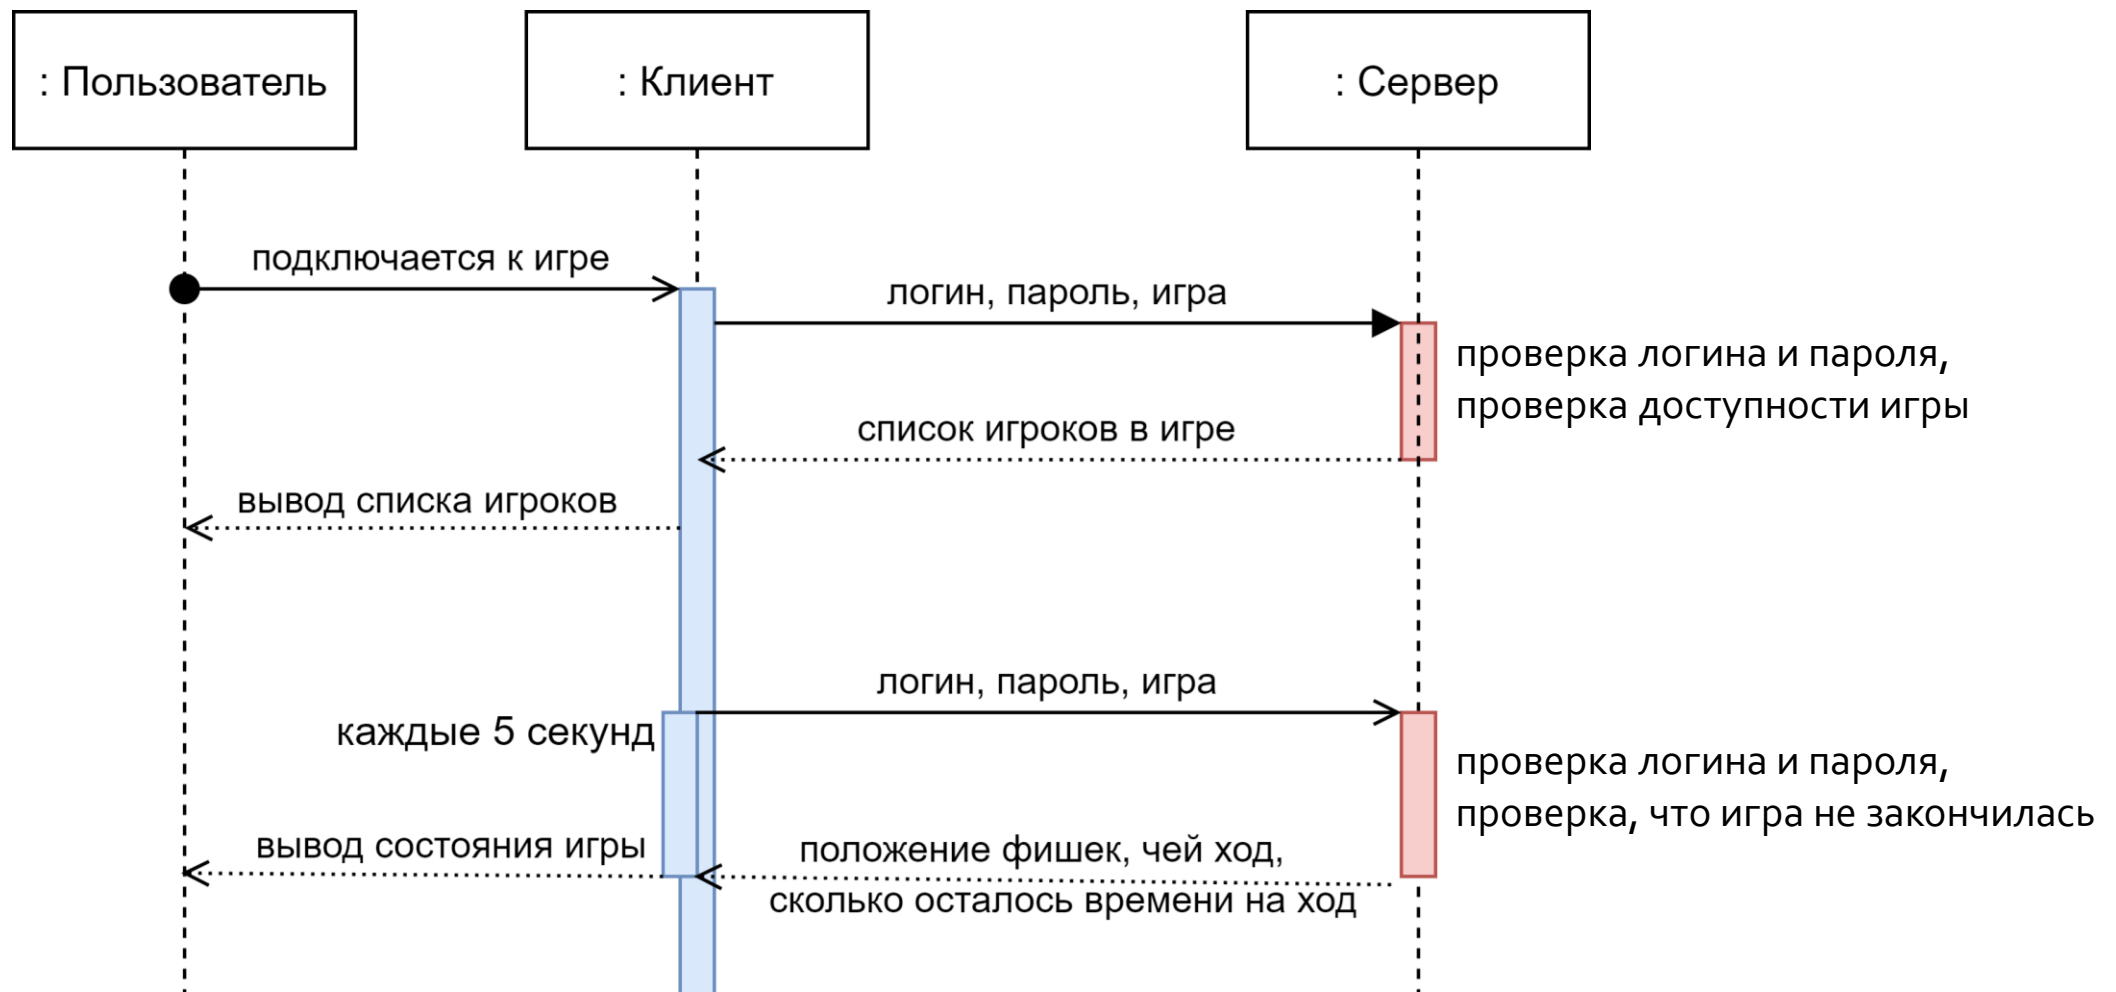 : Пользователь
: Клиент
: Сервер
подключается к игре
логин, пароль, игра
проверка логина и пароля,
проверка доступности игры
список игроков в игре
вывод списка игроков
логин, пароль, игра
каждые 5 секунд
проверка логина и пароля,
проверка, что игра не закончилась
вывод состояния игры
положение фишек, чей ход,
сколько осталось времени на ход